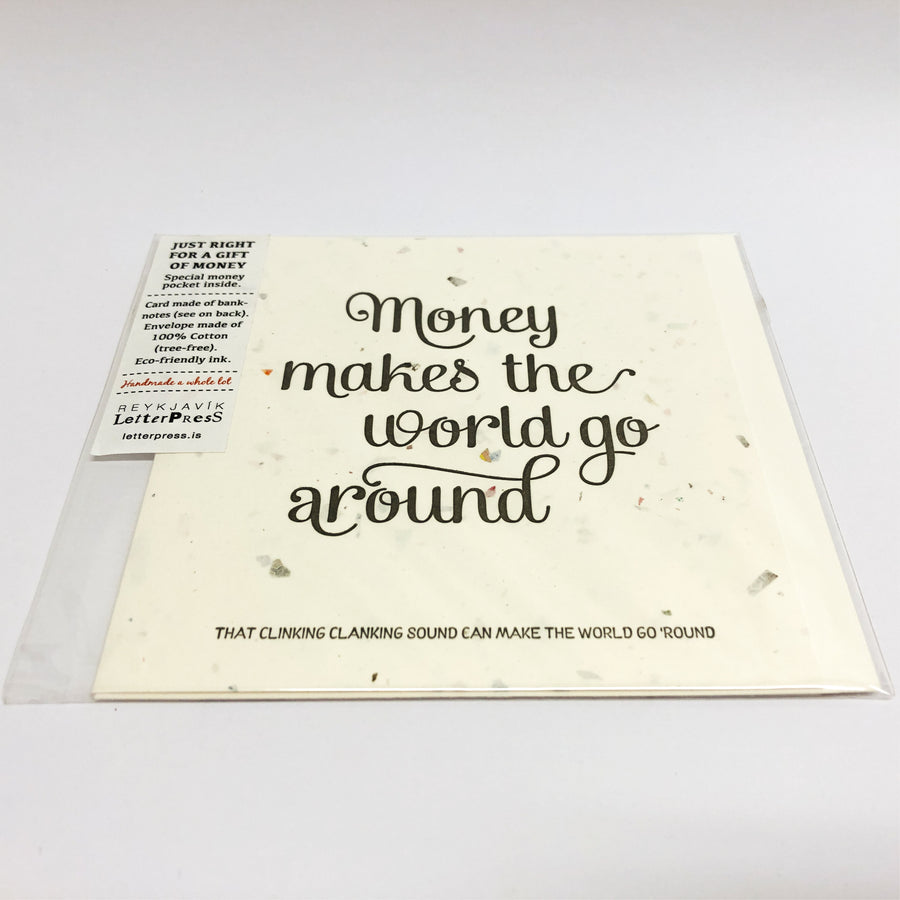 JUST RIGHT
FOR A GIFT
OF MONEY
Special money
pocket inside.
Card made of bank-
notes (see on back).
Envelope made of
100% Cotton
(tree-free).
Eco-friendly ink.
Handmade a whole lot
REYKJAVÍK
LetterPresS
letterpress.is
Money
makes the
world go
around
THAT CLINKING CLANKING SOUND CAN MAKE THE WORLD GO 'ROUND